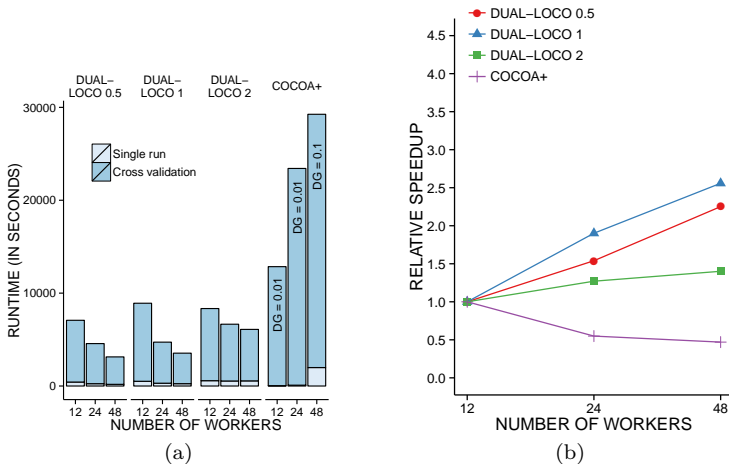 DUAL–
LOCO 0.5
DUAL–
LOCO 1
DUAL–
LOCO 2
COCOA+
RUNTIME (IN SECONDS)
30000
20000
10000
0
Single run
Cross validation
DG = 0.01
DG = 0.01
DG = 0.1
12 24 48 12 24 48 12 24 48 12 24 48
NUMBER OF WORKERS
(a)
DUAL–LOCO 0.5
DUAL–LOCO 1
DUAL–LOCO 2
COCOA+
RELATIVE SPEEDUP
4.5
4.0
3.5
3.0
2.5
2.0
1.5
1.0
0.5
0.0
12 24 48
NUMBER OF WORKERS
(b)